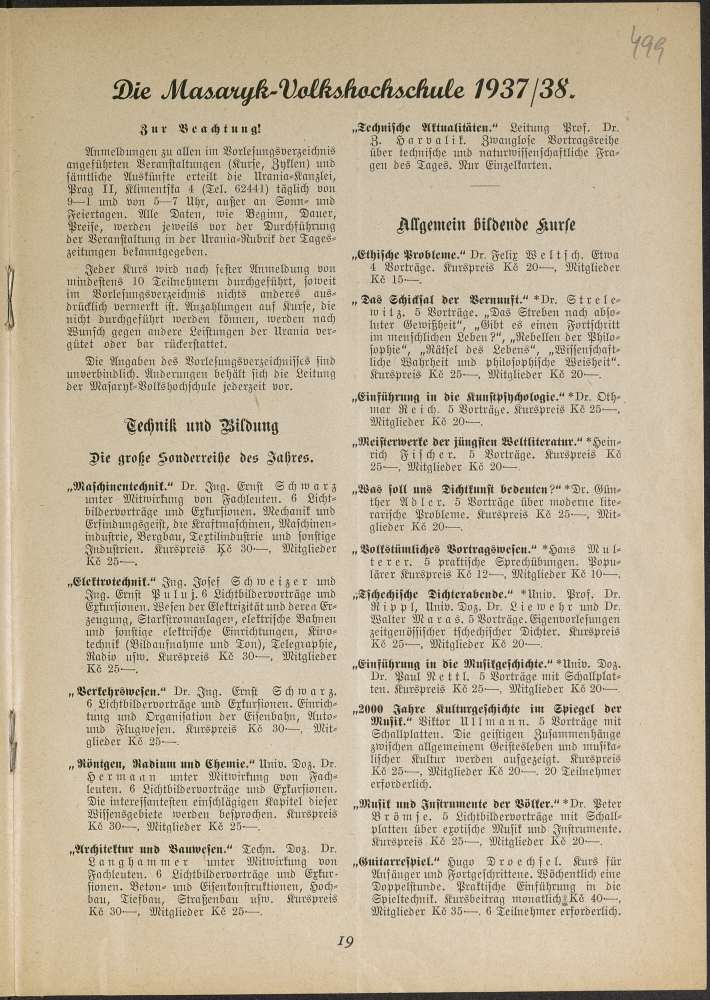 499
Die Masaryk-Volkshochschule 1937/38.
Zur Beachtung!
Anmeldungen zu allen im Vorlesungsverzeichnis
angeführten Veranstaltungen (Kurse, Zyklen) und
sämtliche Auskünfte erteilt die Urania-Kanzlei,
Prag II, Klimentska 4 (Tel. 62441) täglich von
9—1 und von 5—7 Uhr, außer an Sonn- und
Feiertagen. Alle Daten, wie Beginn, Dauer,
Preise, werden jeweils vor der Durchführung
der Veranstaltung in der Urania-Rubrik der Tages-
zeitungen bekanntgegeben.
Jeder Kurs wird nach fester Anmeldung von
mindestens 10 Teilnehmern durchgeführt, soweit
im Vorlesungsverzeichnis nichts anderes aus-
drücklich vermerkt ist. Anzahlungen auf Kurse, die
nicht durchgeführt werden können, werden nach
Wunsch gegen andere Leistungen der Urania ver-
gütet oder bar rückerstattet.
Die Angaben des Vorlesungsverzeichnisses sind
unverbindlich. Änderungen behält sich die Leitung
der Masaryk-Volkshochschule jederzeit vor.
Technik und Bildung
Die große Sonderreihe des Jahres.
„Maschinentechnik.“ Dr. Ing. Ernst Schwarz
unter Mitwirkung von Fachleuten. 6 Licht-
bildervorträge und Exkursionen. Mechanik und
Erfindungsgeist, die Kraftmaschinen, Maschinen-
industrie, Bergbau, Textilindustrie und sonstige
Industrien. Kurspreis Kč 30—, Mitglieder
Kč 25—.
„Elektrotechnik.“ Ing. Josef Schweizer und
Ing. Ernst Puluj. 6 Lichtbildervorträge und
Exkursionen. Wesen der Elektrizität und deren Er-
zeugung, Starkstromanlagen, elektrische Bahnen
und sonstige elektrische Einrichtungen, Kino-
technik (Bildaufnahme und Ton), Telegraphie,
Radio usw. Kurspreis Kč 30—, Mitglieder
Kč 25—.
„Verkehrswesen.“ Dr. Ing. Ernst Schwarz.
6 Lichtbildervorträge und Exkursionen. Einrich-
tung und Organisation der Eisenbahn, Auto-
und Flugwesen. Kurspreis Kč 30—, Mit-
glieder Kč 25—.
„Röntgen, Radium und Chemie.“ Univ. Doz. Dr.
Hermann unter Mitwirkung von Fach-
leuten. 6 Lichtbildervorträge und Exkursionen.
Die interessantesten einschlägigen Kapitel dieser
Wissensgebiete werden besprochen. Kurspreis
Kč 30—, Mitglieder Kč 25—.
„Architektur und Bauwesen.“ Techn. Doz. Dr.
Langhammer unter Mitwirkung von
Fachleuten. 6 Lichtbildervorträge und Exkur-
sionen. Beton- und Eisenkonstruktionen, Hoch-
bau, Tiefbau, Straßenbau usw. Kurspreis
Kč 30—, Mitglieder Kč 25—.
„Technische Aktualitäten.“ Leitung Prof. Dr.
Z. Horvalik. Zwanglose Vortragsreihe
über technische und naturwissenschaftliche Fra-
gen des Tages. Nur Einzelkarten.
Allgemein bildende Kurse
„Ethische Probleme.“ Dr. Felix Weltsch. Etwa
4 Vorträge. Kurspreis Kč 20—, Mitglieder
Kč 15—.
„Das Schicksal der Vernunft.“ *Dr. Strele-
witz. 5 Vorträge. „Das Streben nach abso-
luter Gewißheit“, „Gibt es einen Fortschritt
im menschlichen Leben?“, „Rebellen der Philo-
sophie“, „Rätsel des Lebens“, „Wissenschaft-
liche Wahrheit und philosophische Weisheit“.
Kurspreis Kč 25—, Mitglieder Kč 20—.
„Einführung in die Kunstpsychologie.“ *Dr. Oth-
mar Reich. 5 Vorträge. Kurspreis Kč 25—,
Mitglieder Kč 20—.
„Meisterwerke der jüngsten Weltliteratur.“ *Hein-
rich Fischer. 5 Vorträge. Kurspreis Kč
25—, Mitglieder Kč 20—.
„Was soll uns Dichtkunst bedeuten?“ *Dr. Gün-
ther Adler. 5 Vorträge über moderne lite-
rarische Probleme. Kurspreis Kč 25—, Mit-
glieder Kč 20—.
„Volkstümliches Vortragswesen.“ *Hans Mul-
terer. 5 praktische Sprechübungen. Popu-
lärer Kurspreis Kč 12—, Mitglieder Kč 10—.
„Tschechische Dichterabende.“ *Univ. Prof. Dr.
Rippl, Univ. Doz. Dr. Liewehr und Dr.
Walter Maras. 5 Vorträge. Eigenvorlesungen
zeitgenössischer tschechischer Dichter. Kurspreis
Kč 25—, Mitglieder Kč 20—.
„Einführung in die Musikgeschichte.“ *Univ. Doz.
Dr. Paul Nettl. 5 Vorträge mit Schallplat-
ten. Kurspreis Kč 25—, Mitglieder Kč 20—.
„2000 Jahre Kulturgeschichte im Spiegel der
Musik.“ Viktor Ullmann. 5 Vorträge mit
Schallplatten. Die geistigen Zusammenhänge
zwischen allgemeinem Geistesleben und musika-
lischer Kultur werden aufgezeigt. Kurspreis
Kč 25—, Mitglieder Kč 20—. 20 Teilnehmer
erforderlich.
„Musik und Instrumente der Völker.“ *Dr. Peter
Brömse. 5 Lichtbildervorträge mit Schall-
platten über exotische Musik und Instrumente.
Kurspreis Kč 25—, Mitglieder Kč 20—.
„Guitarrespiel.“ Hugo Droechsel. Kurs für
Anfänger und Fortgeschrittene. Wöchentlich eine
Doppelstunde. Praktische Einführung in die
Spieltechnik. Kursbeitrag monatlich Kč 40—,
Mitglieder Kč 35—. 6 Teilnehmer erforderlich.
19